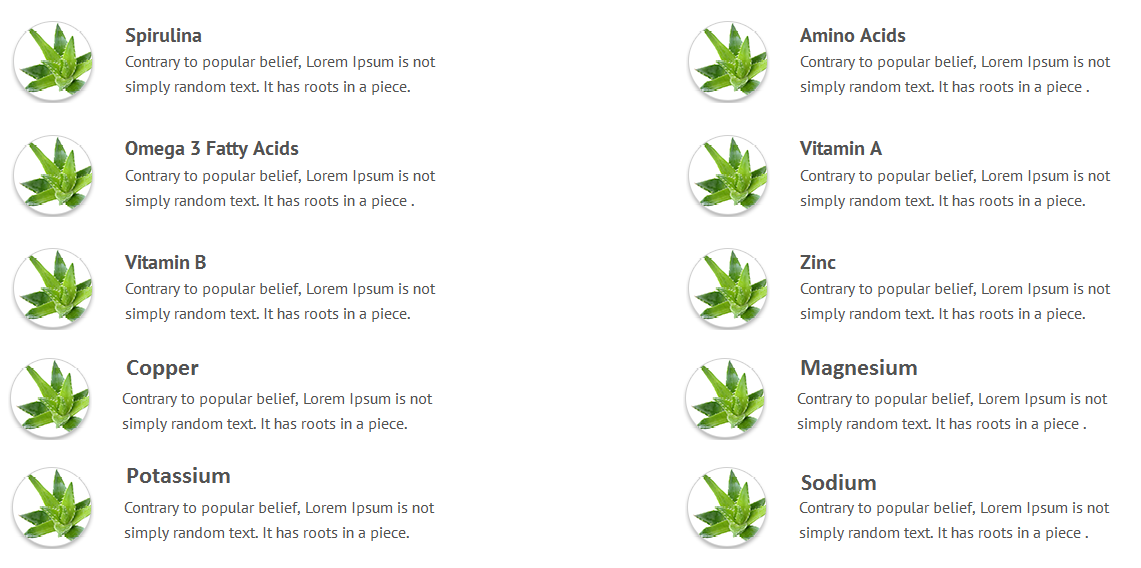 Spirulina
Contrary to popular belief, Lorem Ipsum is not
simply random text. It has roots in a piece.
Amino Acids
Contrary to popular belief, Lorem Ipsum is not
simply random text. It has roots in a piece .
Omega 3 Fatty Acids
Contrary to popular belief, Lorem Ipsum is not
simply random text. It has roots in a piece .
Vitamin A
Contrary to popular belief, Lorem Ipsum is not
simply random text. It has roots in a piece.
Vitamin B
Contrary to popular belief, Lorem Ipsum is not
simply random text. It has roots in a piece.
Zinc
Contrary to popular belief, Lorem Ipsum is not
simply random text. It has roots in a piece.
Copper
Contrary to popular belief, Lorem Ipsum is not
simply random text. It has roots in a piece.
Magnesium
Contrary to popular belief, Lorem Ipsum is not
simply random text. It has roots in a piece .
Potassium
Contrary to popular belief, Lorem Ipsum is not
simply random text. It has roots in a piece.
Sodium
Contrary to popular belief, Lorem Ipsum is not
simply random text. It has roots in a piece .